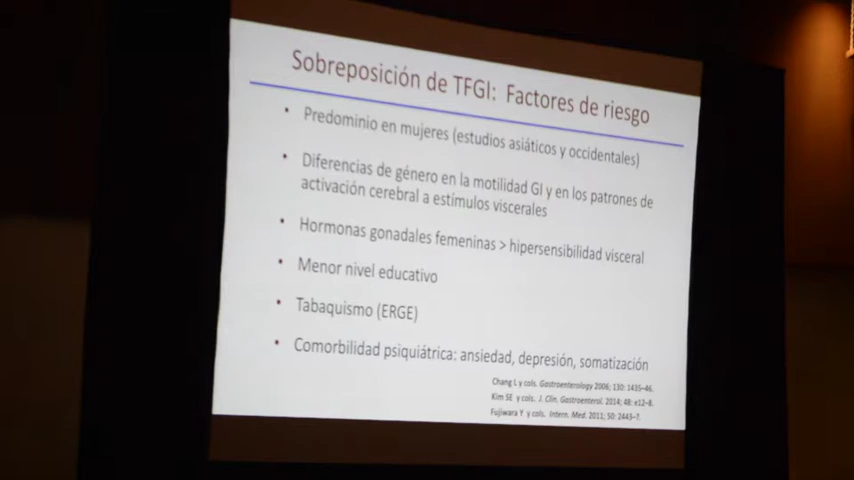 Sobreposición de TFGI: Factores de riesgo
• Predominio en mujeres (estudios asiáticos y occidentales)
• Diferencias de género en la motilidad GI y en los patrones de
activación cerebral a estímulos viscerales
• Hormonas gonadales femeninas > hipersensibilidad visceral
• Menor nivel educativo
• Tabaquismo (ERGE)
• Comorbilidad psiquiátrica: ansiedad, depresión, somatización
Chang L y cols. Gastroenterology 2006; 130: 1435–46.
Kim SE y cols. J. Clin. Gastroenterol. 2014; 48: e12–8.
Fujiwara Y y cols. Intern. Med. 2011; 50: 2443–7.